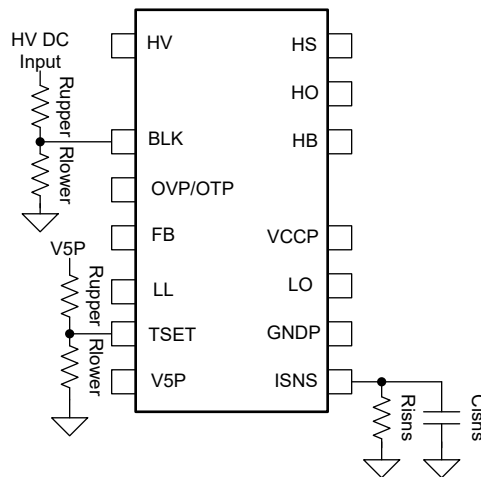 HV DC
Input
Rupper
Rlower
V5P
Rupper
Rlower
HV
BLK
OVP/OTP
FB
LL
TSET
V5P
HS
HO
HB
VCCP
LO
GNDP
ISNS
Risns
Cisns